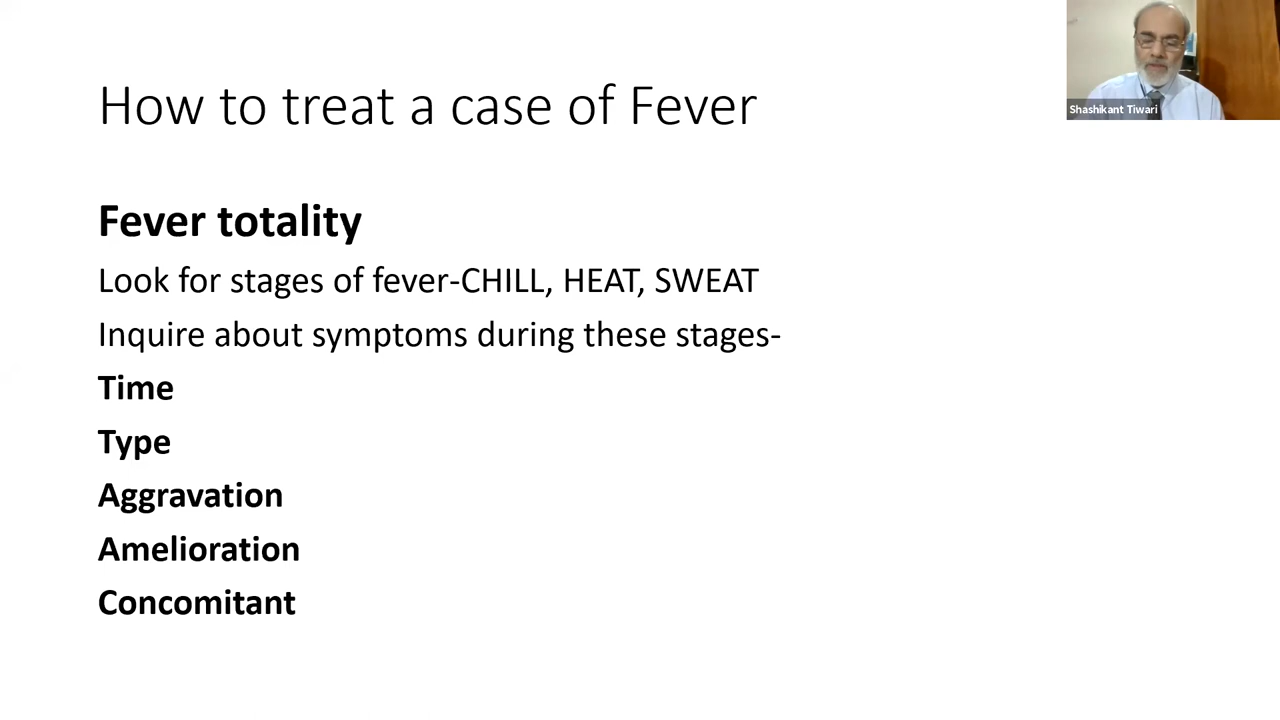 How to treat a case of Fever
Shashikant Tiwari
Fever totality
Look for stages of fever-CHILL, HEAT, SWEAT
Inquire about symptoms during these stages-
Time
Type
Aggravation
Amelioration
Concomitant